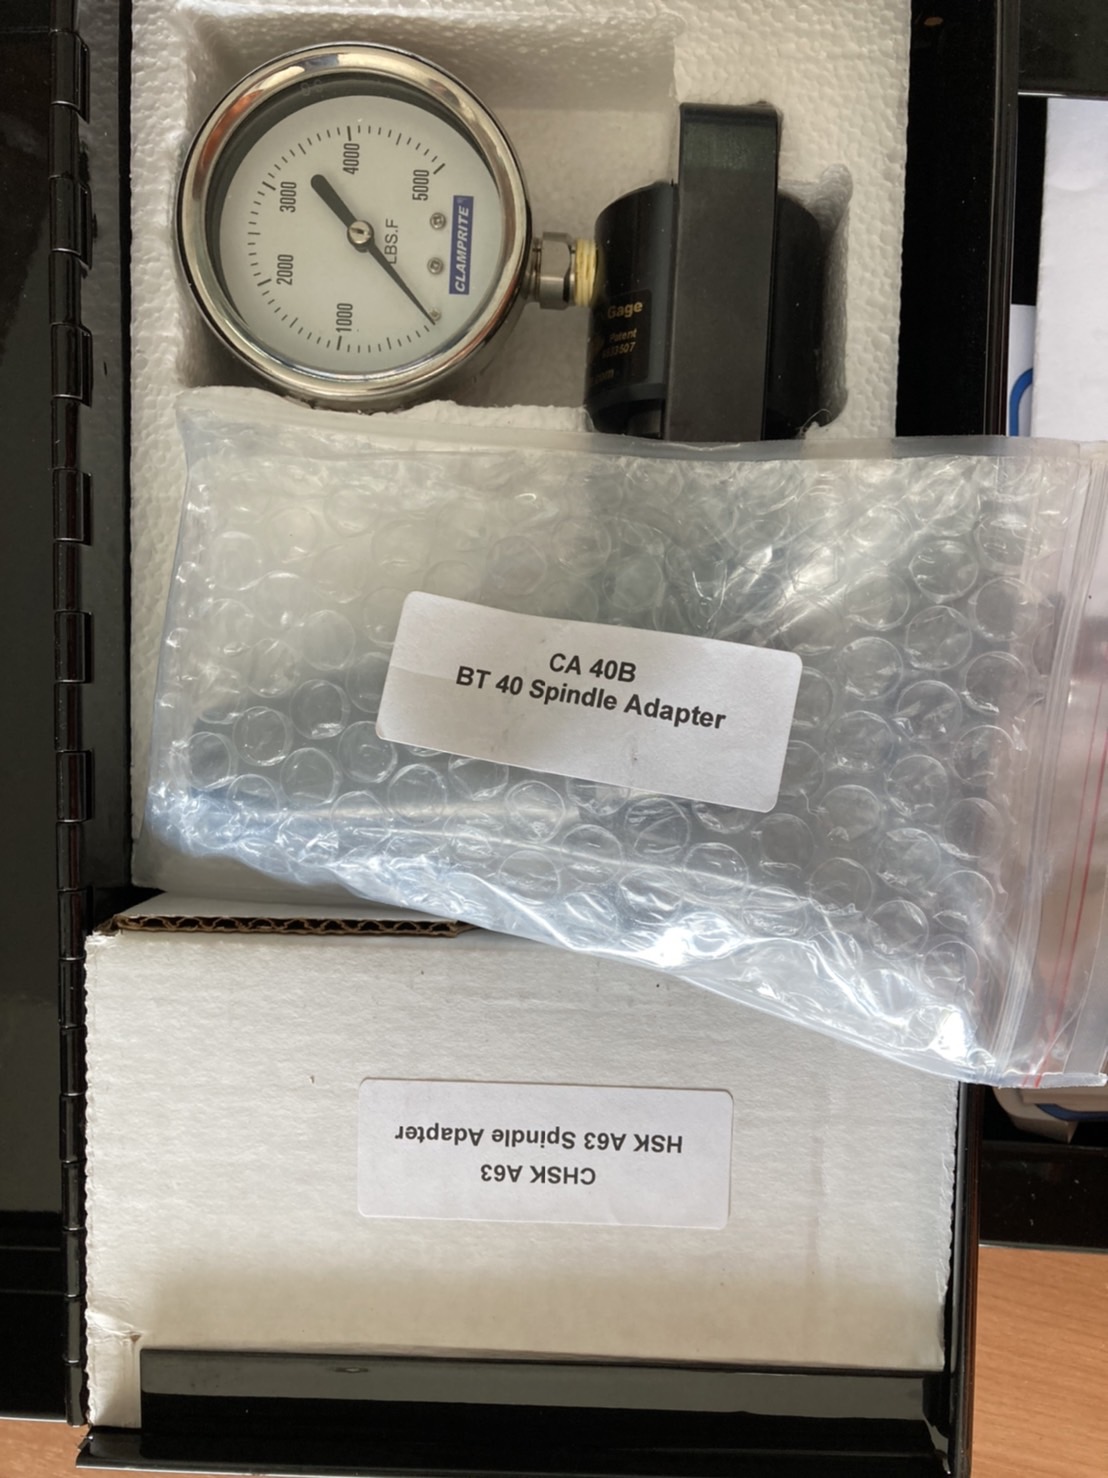 5000
4000
3000
2000
1000
LBS.F
CLAMPRITE
Gage
Patent
CA 40B
BT 40 Spindle Adapter
CHSK A63
HSK A63 Spindle Adapter